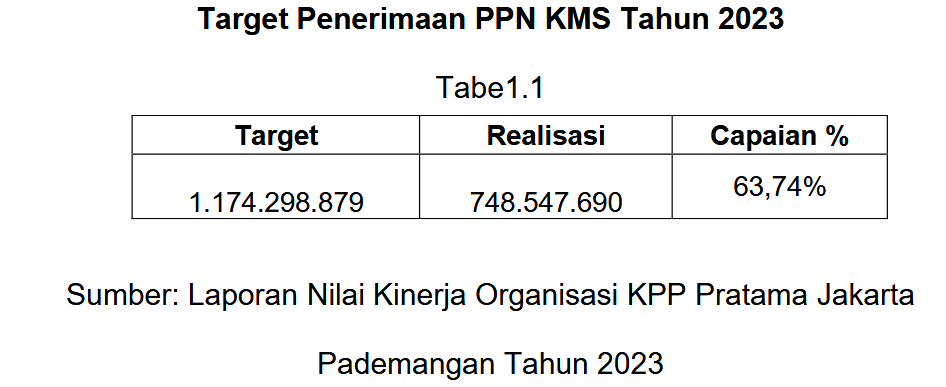 Target Penerimaan PPN KMS Tahun 2023
Tabe1.1
Target Realisasi Capaian %
1.174.298.879 748.547.690 63,74%
Sumber: Laporan Nilai Kinerja Organisasi KPP Pratama Jakarta
Pademangan Tahun 2023